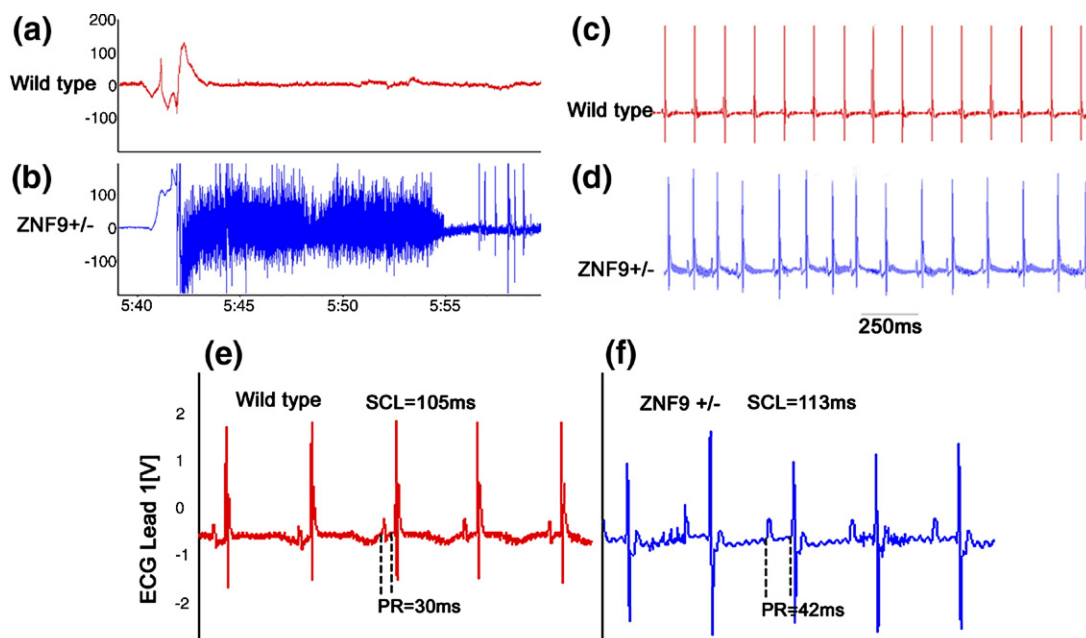 (a)
200
100
0
-100
Wild type
(b)
100
0
-100
ZNF9+/-
5:40 5:45 5:50 5:55
(c)
Wild type
(d)
ZNF9+/-
250ms
(e)
Wild type SCL=105ms
ECG Lead 1[V]
2
1
0
-1
-2
PR=30ms
(f)
ZNF9 +/- SCL=113ms
PR=42ms